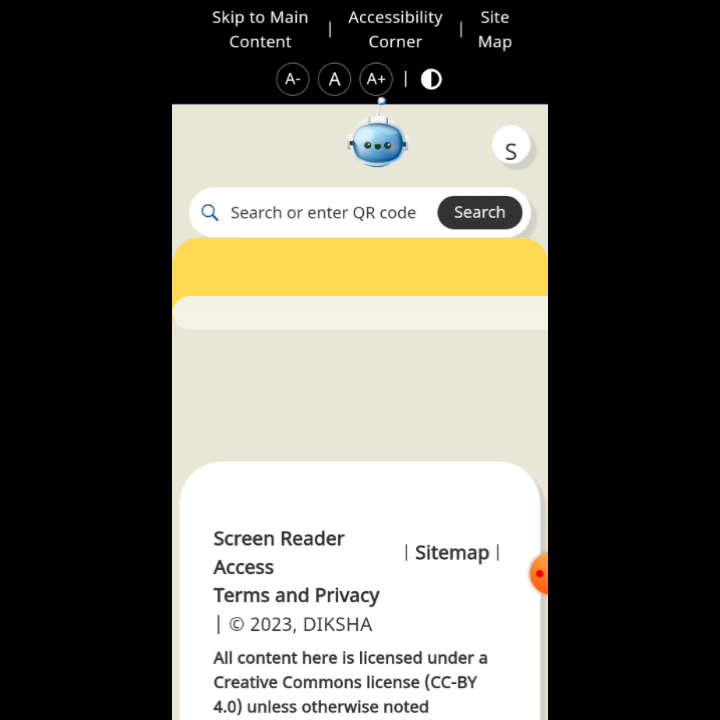 Skip to Main Content | Accessibility Corner | Site Map
A- A A+ |
S
Search or enter QR code Search
Screen Reader Access | Sitemap |
Terms and Privacy
| © 2023, DIKSHA
All content here is licensed under a
Creative Commons license (CC-BY
4.0) unless otherwise noted